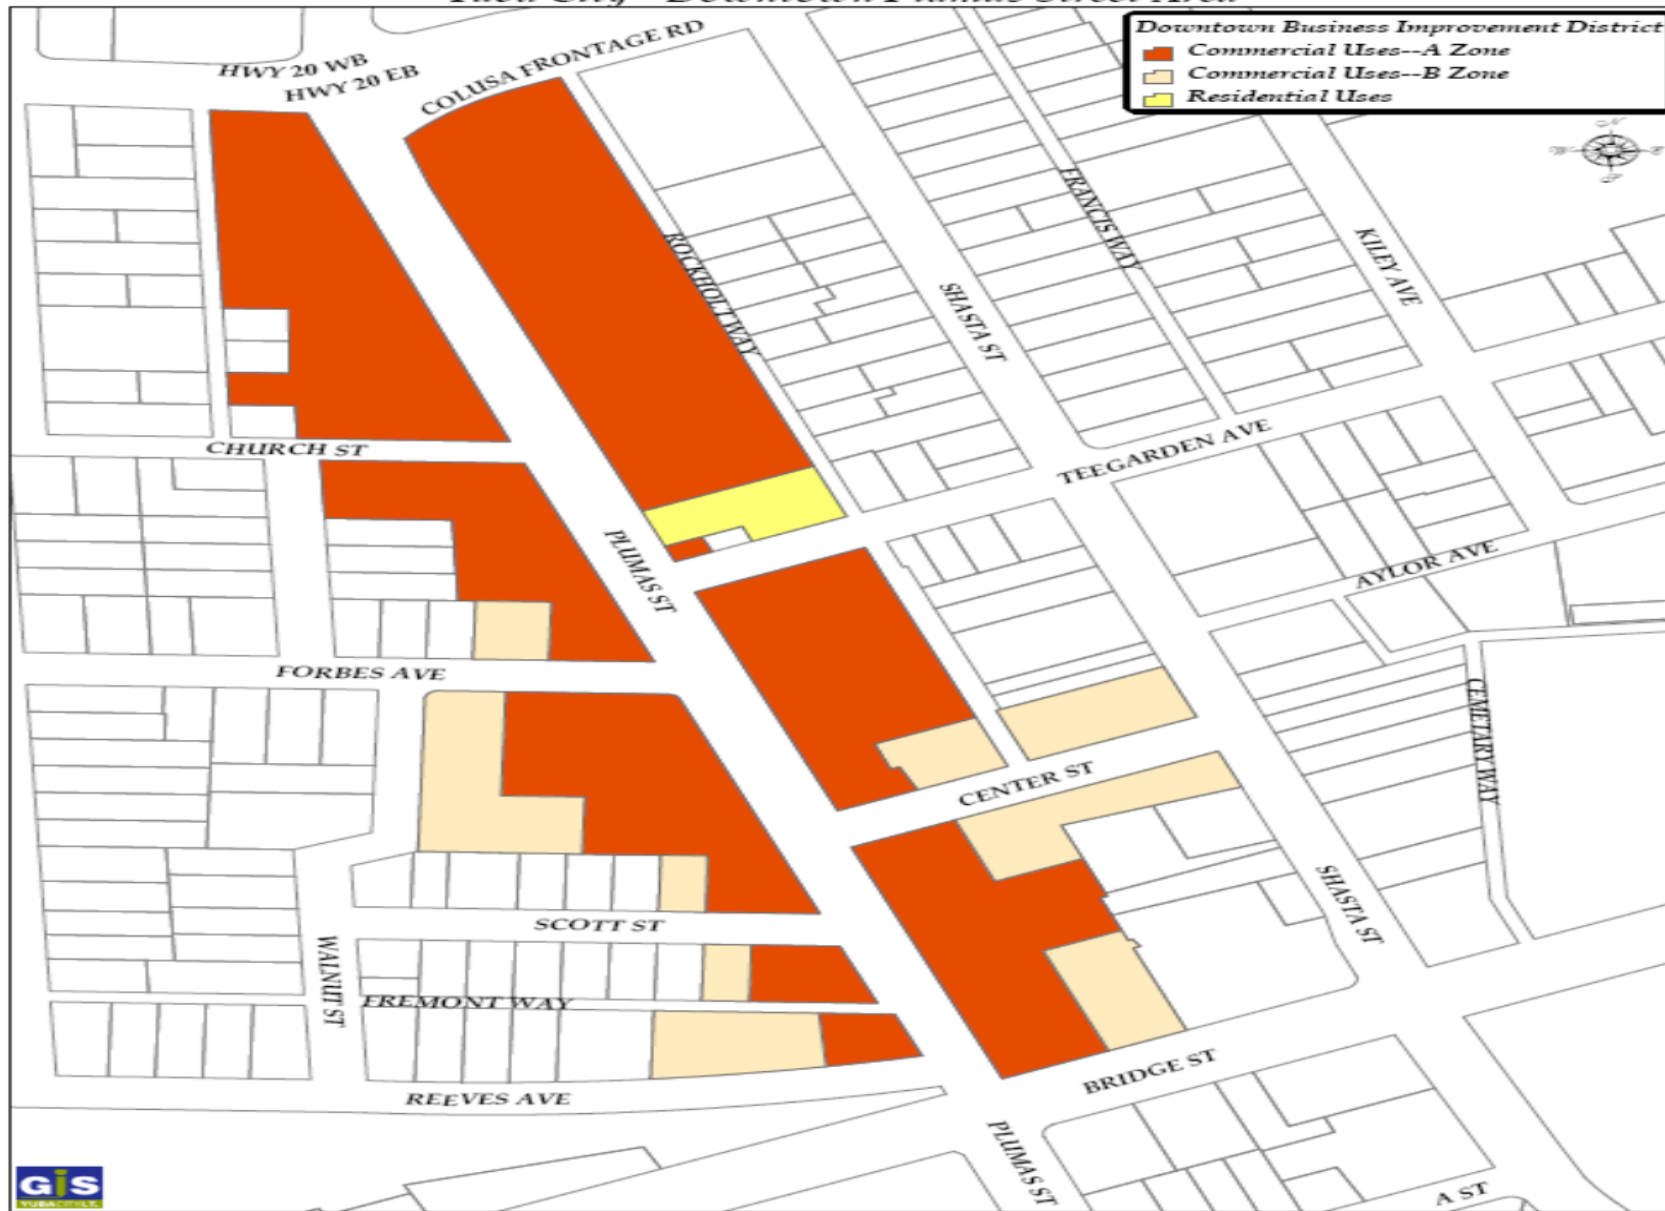 Downtown Business Improvement District
Commercial Uses--A Zone
Commercial Uses--B Zone
Residential Uses
HWY 20 WB
HWY 20 EB
COLUSA FRONTAGE RD
ROCKHOLT WAY
SHASTA ST
FRANCIS WAY
KILEY AVE
CHURCH ST
TEEGARDEN AVE
PLUMAS ST
AYLOR AVE
FORBES AVE
CEMETARY WAY
CENTER ST
SHASTA ST
SCOTT ST
WALNUT ST
FREMONT WAY
BRIDGE ST
REEVES AVE
PLUMAS ST
A ST
GIS